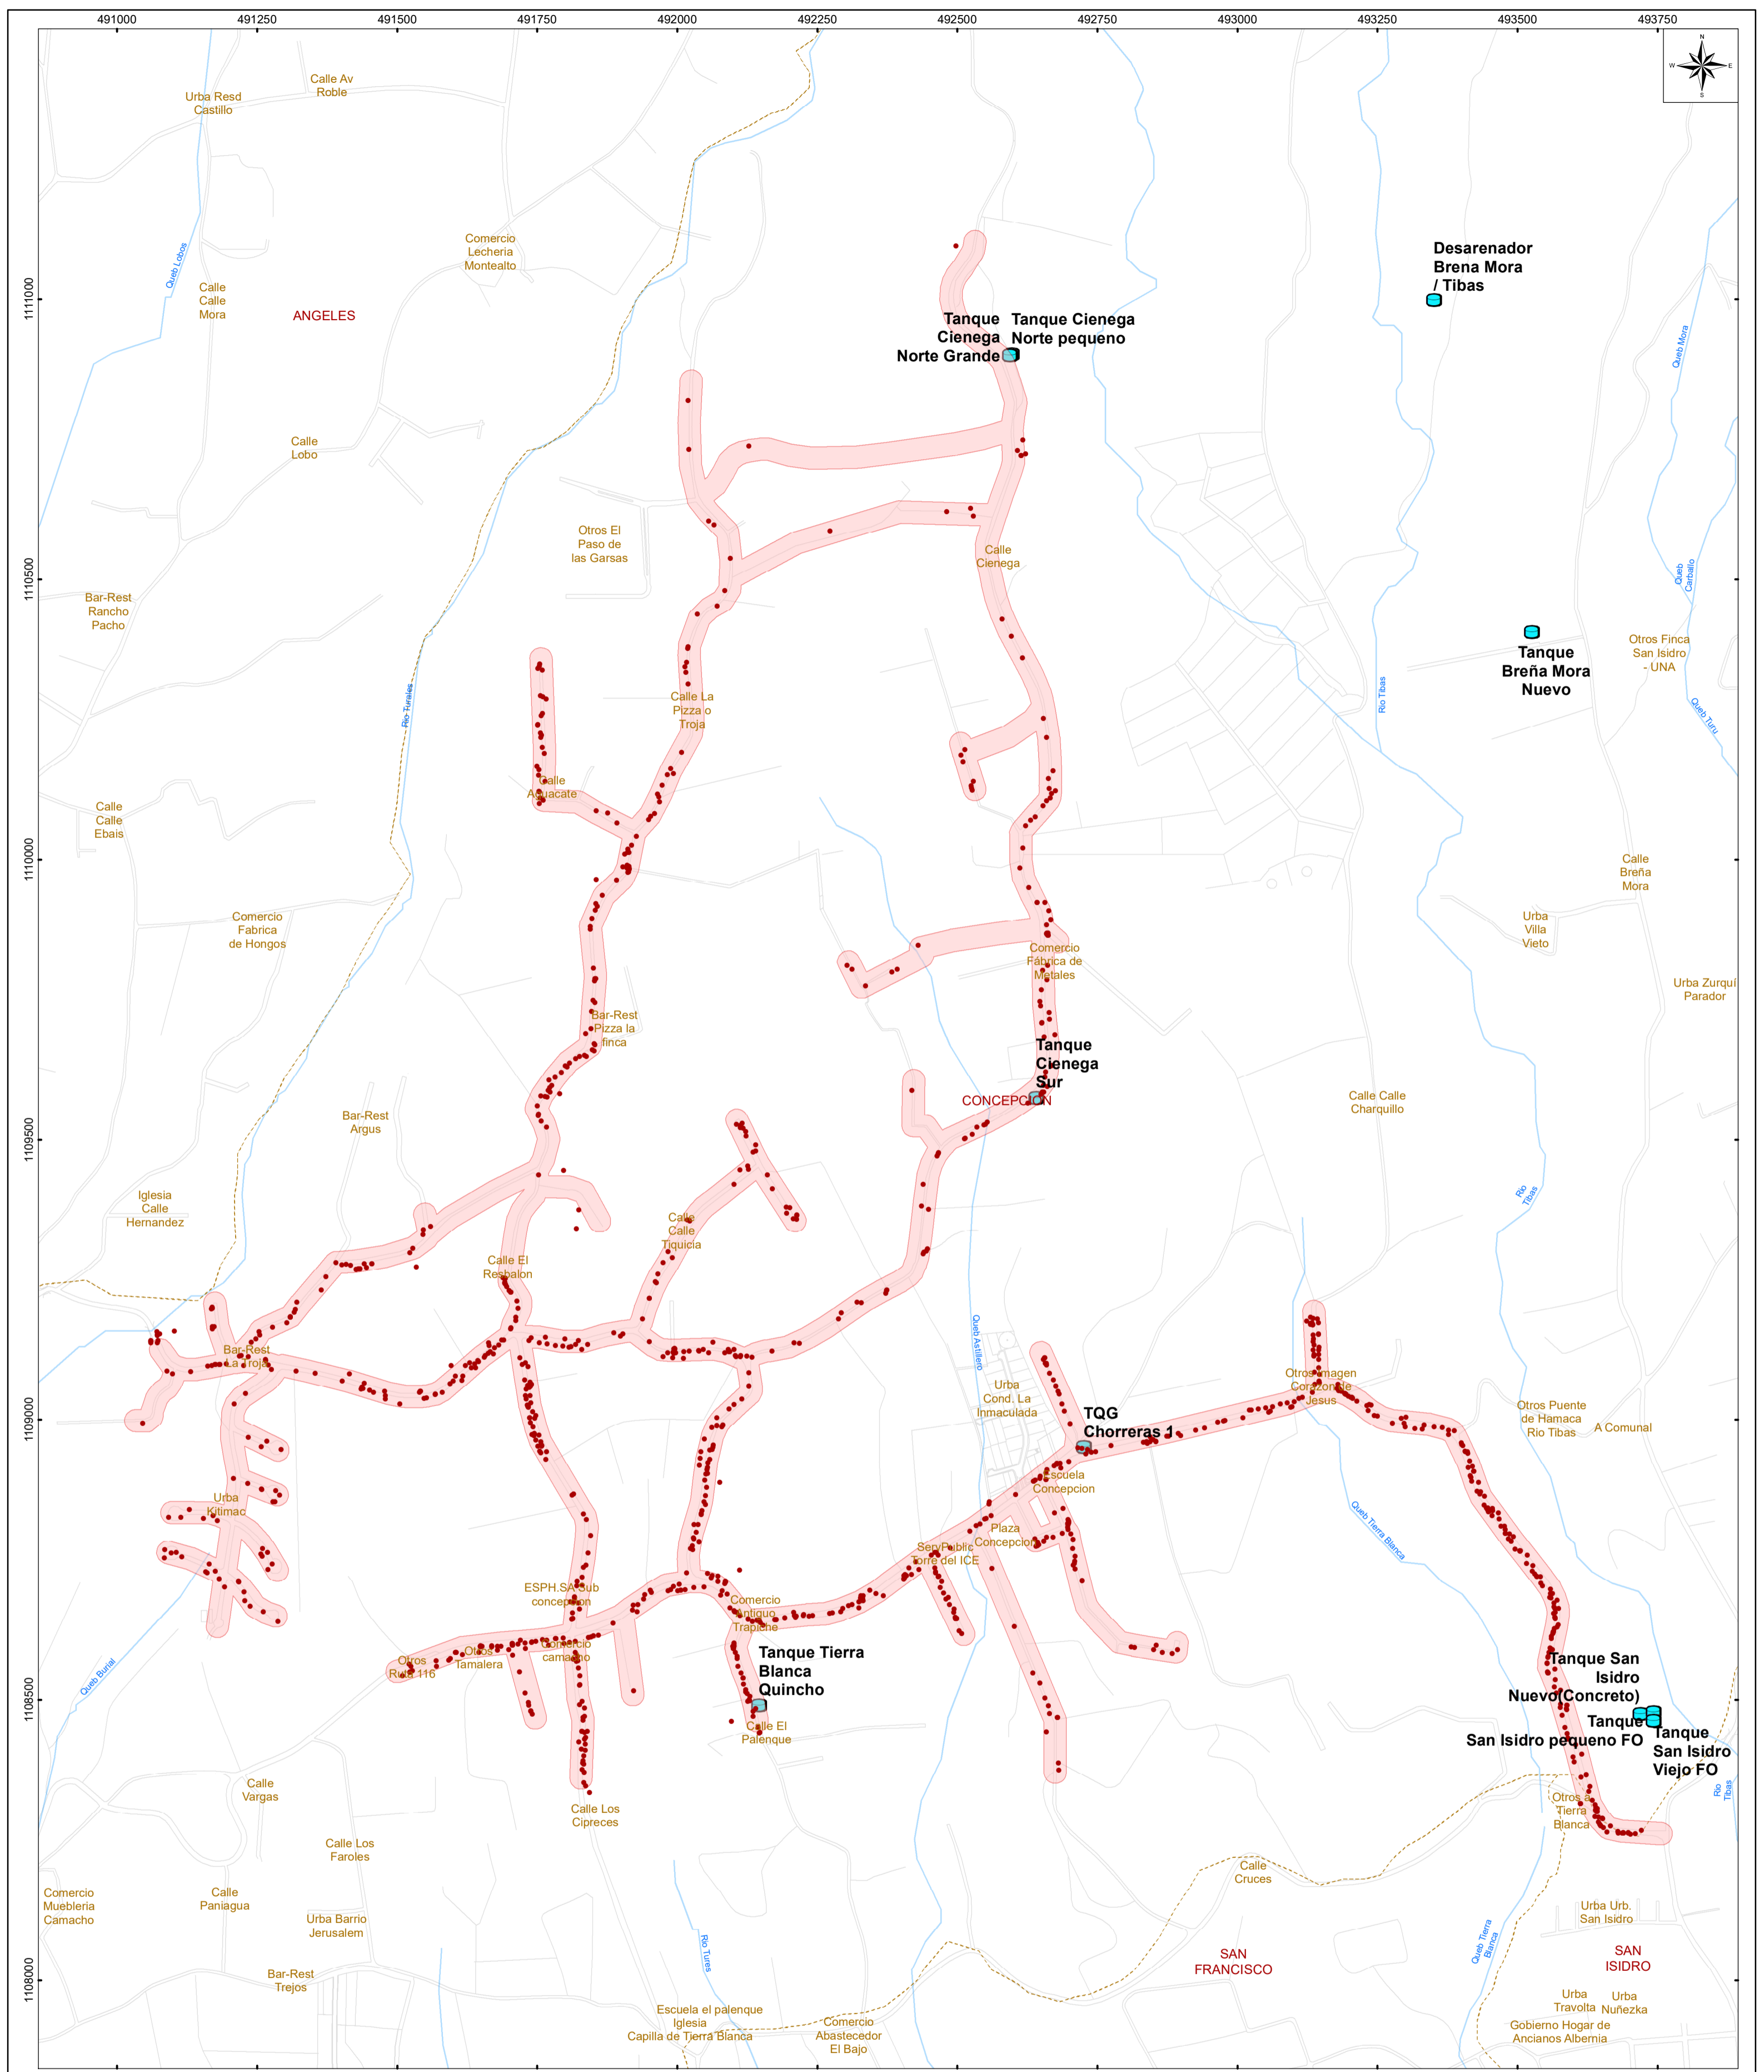 491000
491250
491500
491750
492000
492250
492500
492750
493000
493250
493500
493750
N
W
E
S
Calle Av
Roble
Urba Resd
Castillo
Comercio
Lecheria
Montealto
Queb Lobos
Calle
Calle
Mora
ANGELES
Desarenador
Brena Mora
/ Tibas
1111000
Tanque
Cienega
Norte Grande
Tanque Cienega
Norte pequeno
Queb Mora
Calle
Lobo
Otros El
Paso de
las Garsas
Calle
Cienega
1110500
Queb
Carballo
Bar-Rest
Rancho
Pacho
Tanque
Breña Mora
Nuevo
Otros Finca
San Isidro
- UNA
Rio Turales
Calle La
Pizza o
Troja
Rio Tibas
Queb Turu
Calle
Aguacate
Calle
Calle
Ebais
1110000
Calle
Breña
Mora
Comercio
Fabrica
de Hongos
Urba
Villa
Vieto
Comercio
Fábrica de
Metales
Urba Zurquí
Parador
Bar-Rest
Pizza la
finca
Tanque
Cienega
Sur
CONCEPCION
Calle Calle
Charquillo
Bar-Rest
Argus
1109500
Iglesia
Calle
Hernandez
Rio
Tibas
Calle
Calle
Tiquicia
Calle El
Resbalon
Queb Astillero
Bar-Rest
La Troja
Otros Imagen
Corazon de
Jesus
Urba
Cond. La
Inmaculada
1109000
TQG
Chorreras 1
Otros Puente
de Hamaca
Rio Tibas
A Comunal
Escuela
Concepcion
Urba
Kitimac
Plaza
Concepcion
Queb Tierra Blanca
ServPublic
Torre del ICE
ESPH.SA Sub
concepcion
Comercio
Antiguo
Trapiche
Comercio
camacho
Otros
Tamalera
Otros
Ruta 116
Queb Burial
Tanque Tierra
Blanca
Quincho
Tanque San
Isidro
Nuevo(Concreto)
1108500
Calle El
Palenque
Tanque
San Isidro pequeno FO
Tanque
San Isidro
Viejo FO
Rio
Tibas
Calle
Vargas
Calle Los
Cipreces
Otros a
Tierra
Blanca
Calle Los
Faroles
Calle
Cruces
Comercio
Muebleria
Camacho
Calle
Paniagua
Urba Barrio
Jerusalem
Urba Urb.
San Isidro
Rio Tures
Queb Tierra
Blanca
SAN
FRANCISCO
SAN
ISIDRO
1108000
Bar-Rest
Trejos
Urba
Travolta
Urba
Nuñezka
Escuela el palenque
Iglesia
Capilla de Tierra Blanca
Comercio
Abastecedor
El Bajo
Gobierno Hogar de
Ancianos Albernia